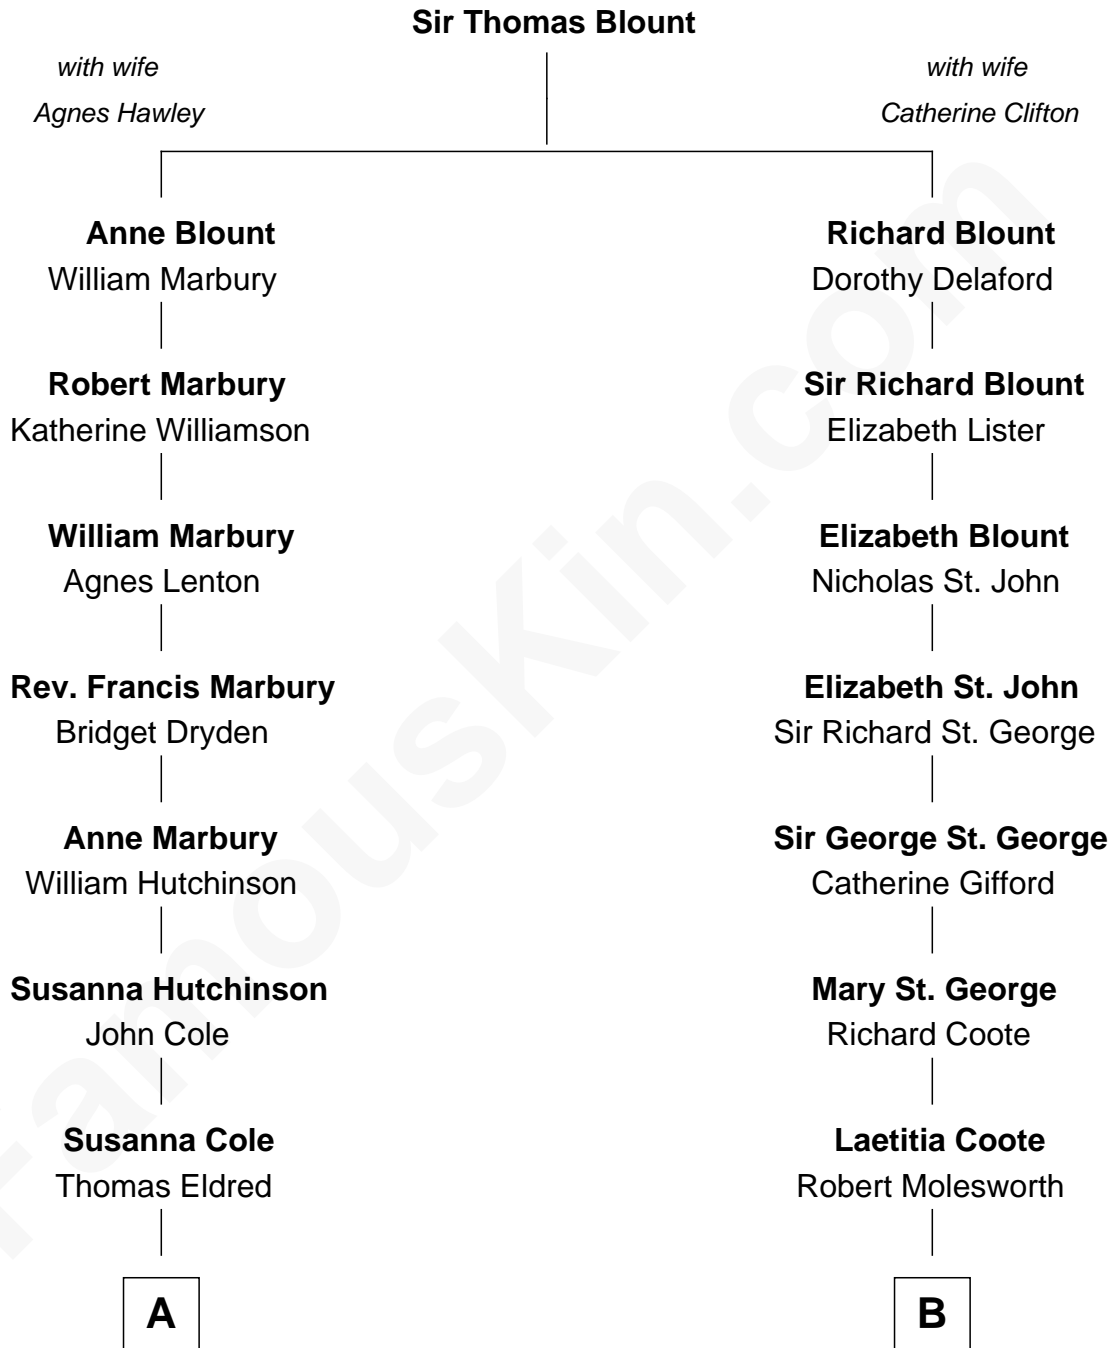 Sir Thomas Blount
with wife
Agnes Hawley
with wife
Catherine Clifton
Anne Blount
William Marbury
Richard Blount
Dorothy Delaford
Robert Marbury
Katherine Williamson
Sir Richard Blount
Elizabeth Lister
William Marbury
Agnes Lenton
Elizabeth Blount
Nicholas St. John
Rev. Francis Marbury
Bridget Dryden
Elizabeth St. John
Sir Richard St. George
Anne Marbury
William Hutchinson
Sir George St. George
Catherine Gifford
Susanna Hutchinson
John Cole
Mary St. George
Richard Coote
Susanna Cole
Thomas Eldred
Laetitia Coote
Robert Molesworth
A
B
FamousKin.com